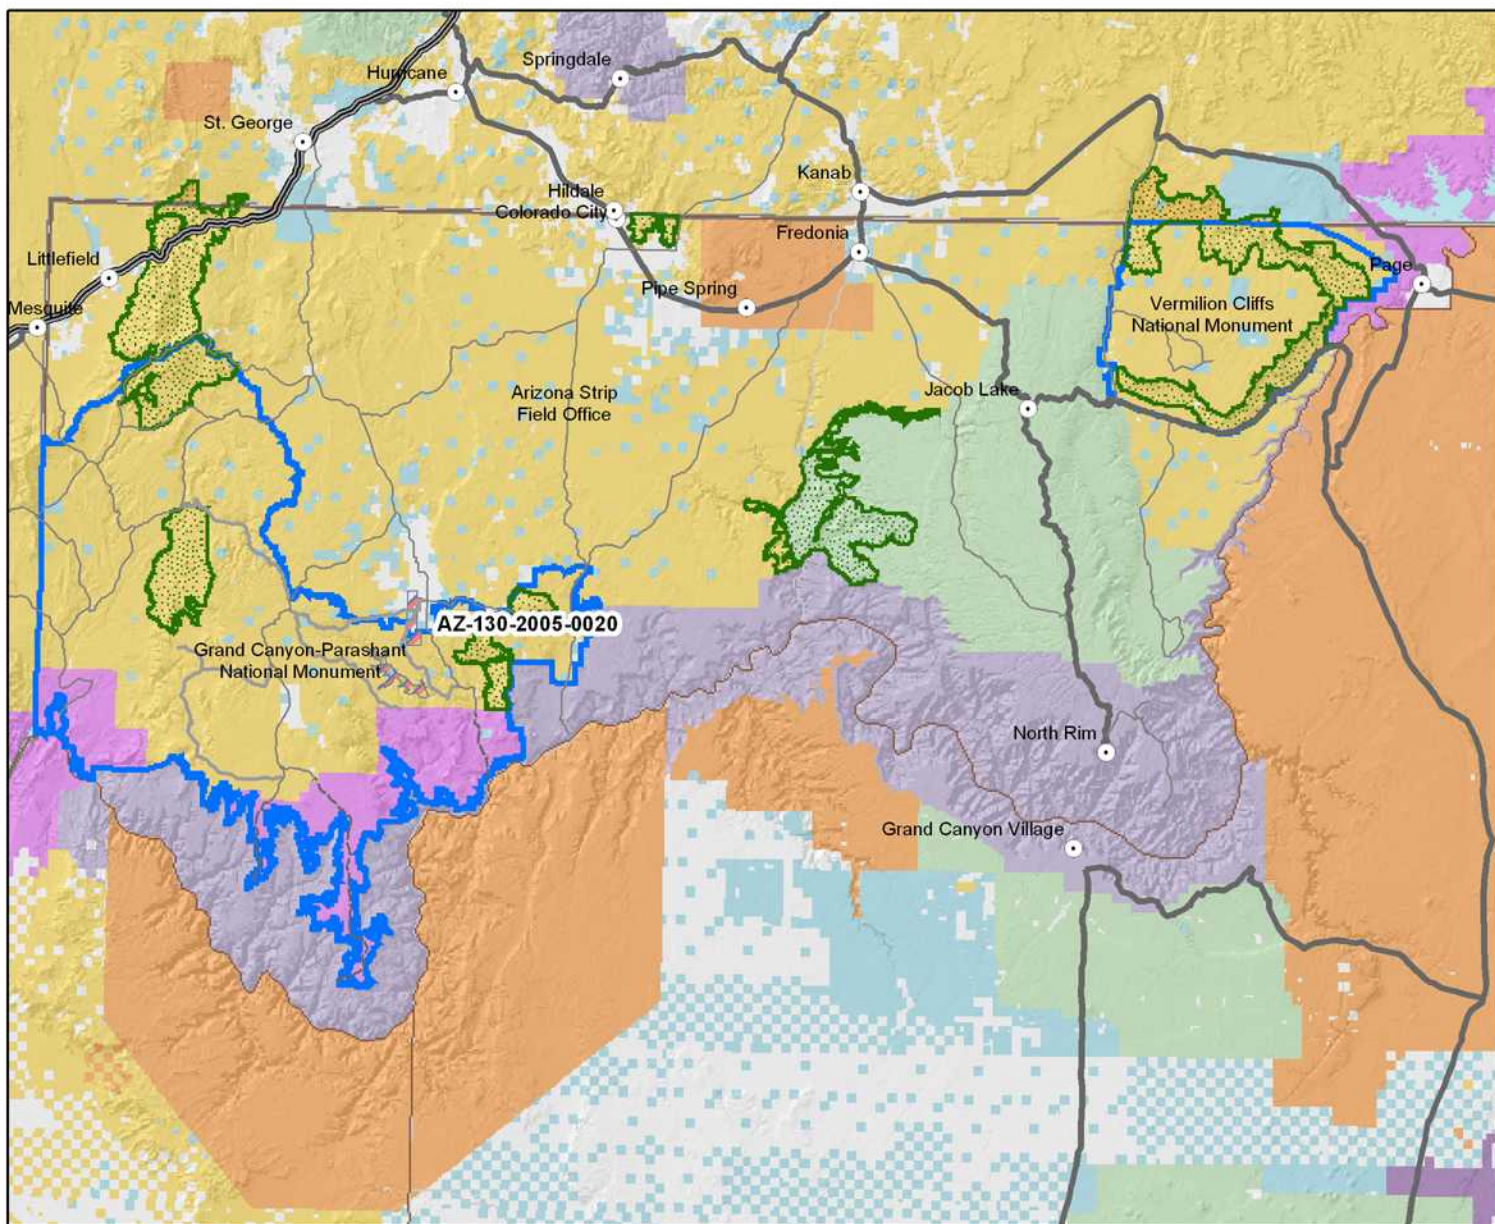 Springdale
Hurricane
St. George
Kanab
Hildale
Colorado City
Fredonia
Littlefield
Page
Pipe Spring
Mesquite
Vermilion Cliffs
National Monument
Arizona Strip
Field Office
Jacob Lake
AZ-130-2005-0020
Grand Canyon-Parashant
National Monument
North Rim
Grand Canyon Village